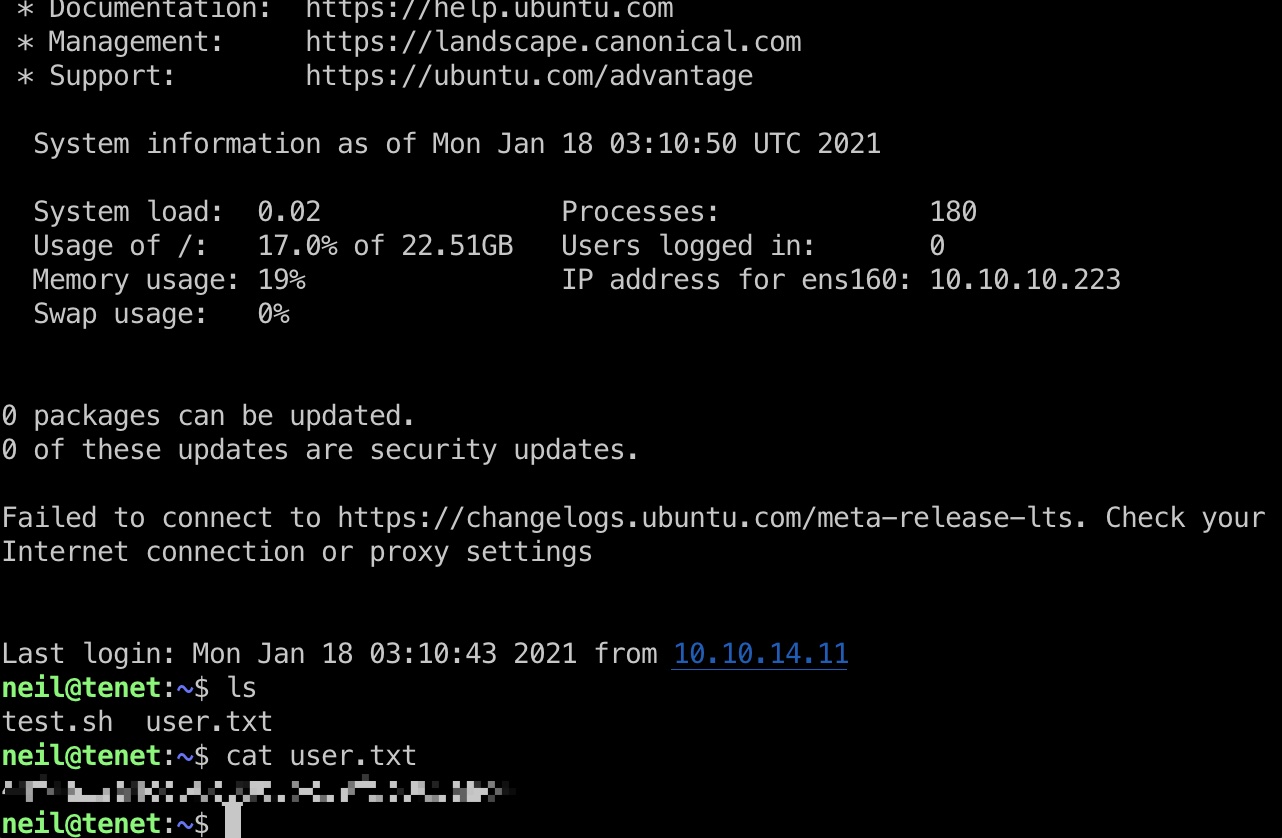 * Documentation:  https://help.ubuntu.com
* Management:     https://landscape.canonical.com
* Support:        https://ubuntu.com/advantage
System information as of Mon Jan 18 03:10:50 UTC 2021
System load:  0.02               Processes:             180
Usage of /:   17.0% of 22.51GB   Users logged in:       0
Memory usage: 19%                IP address for ens160: 10.10.10.223
Swap usage:   0%
0 packages can be updated.
0 of these updates are security updates.
Failed to connect to https://changelogs.ubuntu.com/meta-release-lts. Check your
Internet connection or proxy settings
Last login: Mon Jan 18 03:10:43 2021 from 10.10.14.11
neil@tenet:~$ ls
test.sh  user.txt
neil@tenet:~$ cat user.txt
neil@tenet:~$